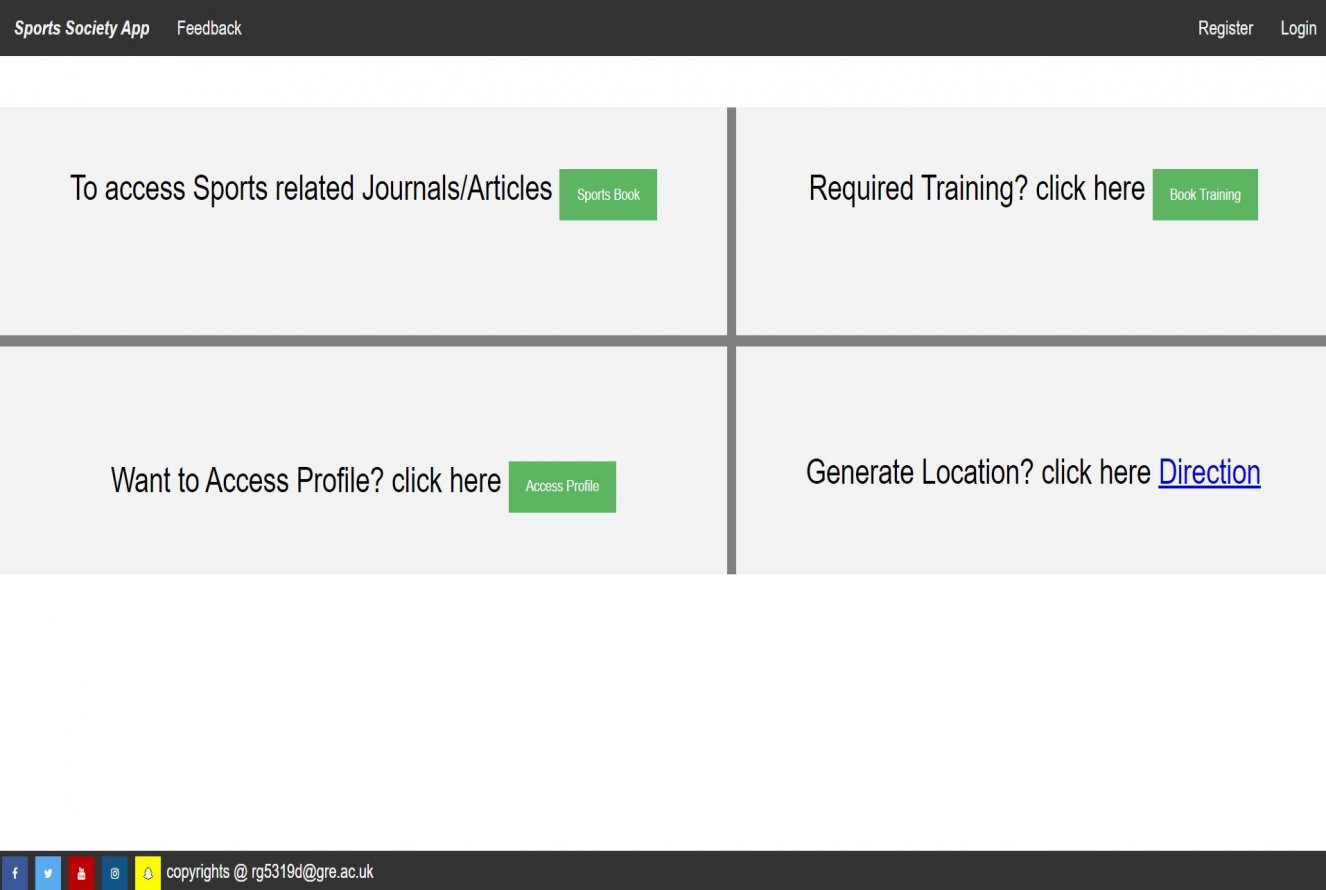 Sports Society App Feedback Register Login
To access Sports related Journals/Articles Sports Book
Required Training? click here Book Training
Want to Access Profile? click here Access Profile
Generate Location? click here Direction
copyrights @ rg5319d@gre.ac.uk